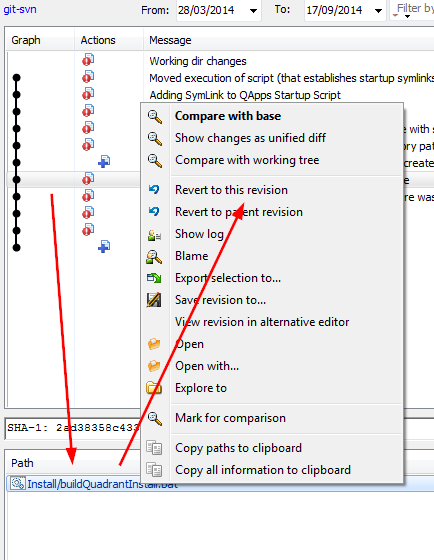 git-svn
From: 28/03/2014 To: 17/09/2014 Filter by
Graph Actions Message
Working dir changes
Moved execution of script (that establishes startup symlinks
Adding SymLink to QApps Startup Script
with s
ory pat
create
e
re was
Compare with base
Show changes as unified diff
Compare with working tree
Revert to this revision
Revert to parent revision
Show log
Blame
Export selection to...
Save revision to...
View revision in alternative editor
Open
Open with...
Explore to
Mark for comparison
Copy paths to clipboard
Copy all information to clipboard
SHA-1: 2ad38358c433
Path
Install/buildQuadrantInstall.bat